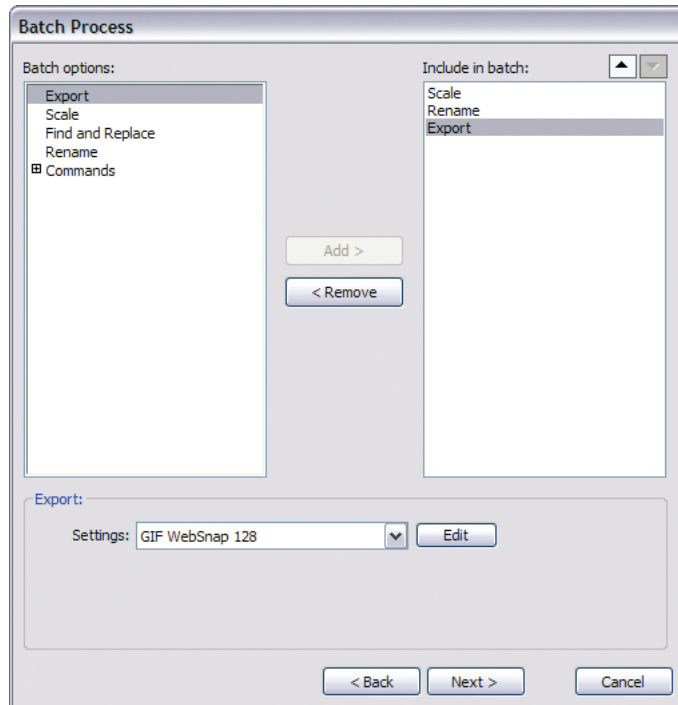 Batch Process
Batch options:
Export
Scale
Find and Replace
Rename
Commands
Add >
< Remove
Include in batch:
Scale
Rename
Export
Export:
Settings: GIF WebSnap 128
Edit
< Back
Next >
Cancel